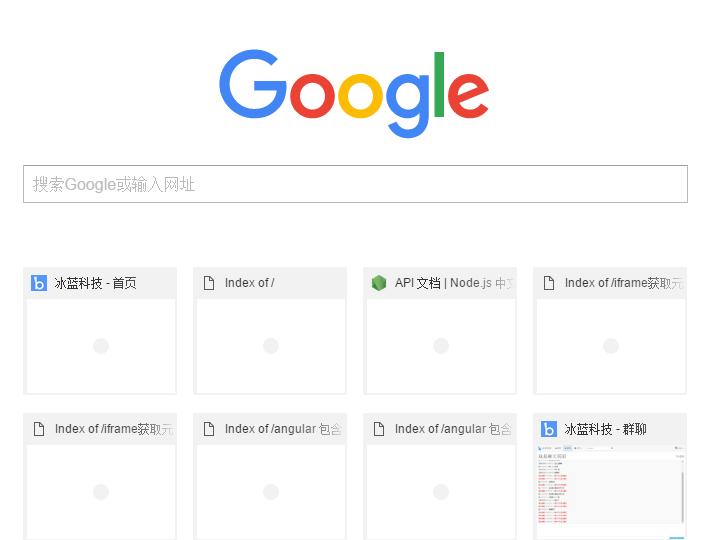 Google
搜索Google或输入网址
冰蓝科技 - 首页
Index of /
API 文档 | Node.js 中文
Index of /iframe获取元
Index of /iframe获取元
Index of /angular 包含
Index of /angular 包含
冰蓝科技 - 群聊